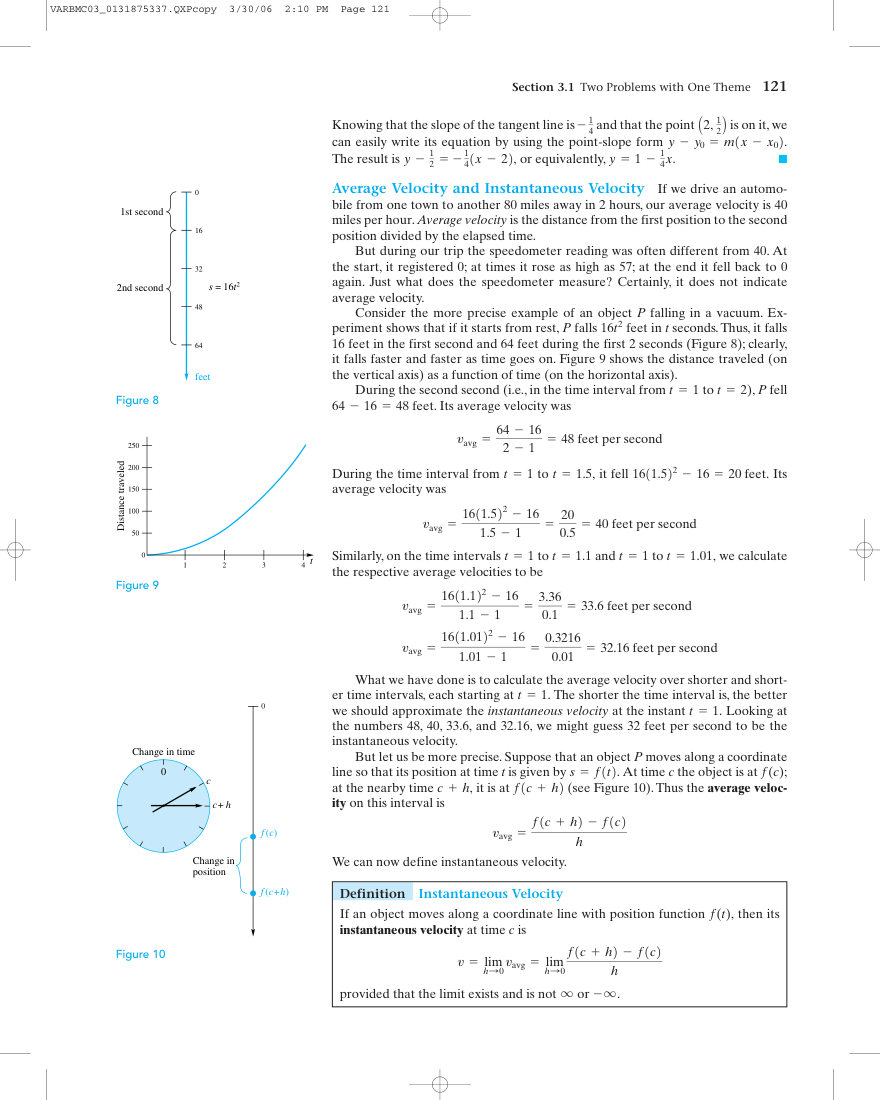 VARBMC03_0131875337.QXPcopy 3/30/06 2:10 PM Page 121
Section 3.1 Two Problems with One Theme 121
Knowing that the slope of the tangent line is −1/4 and that the point (2, 1/2) is on it, we
can easily write its equation by using the point-slope form y − y₀ = m(x − x₀).
The result is y − 1/2 = −1/4(x − 2), or equivalently, y = 1 − 1/4x.
Average Velocity and Instantaneous Velocity If we drive an automo-
bile from one town to another 80 miles away in 2 hours, our average velocity is 40
miles per hour. Average velocity is the distance from the first position to the second
position divided by the elapsed time.
But during our trip the speedometer reading was often different from 40. At
the start, it registered 0; at times it rose as high as 57; at the end it fell back to 0
again. Just what does the speedometer measure? Certainly, it does not indicate
average velocity.
Consider the more precise example of an object P falling in a vacuum. Ex-
periment shows that if it starts from rest, P falls 16t² feet in t seconds. Thus, it falls
16 feet in the first second and 64 feet during the first 2 seconds (Figure 8); clearly,
it falls faster and faster as time goes on. Figure 9 shows the distance traveled (on
the vertical axis) as a function of time (on the horizontal axis).
During the second second (i.e., in the time interval from t = 1 to t = 2), P fell
64 − 16 = 48 feet. Its average velocity was
v_avg = (64 − 16)/(2 − 1) = 48 feet per second
During the time interval from t = 1 to t = 1.5, it fell 16(1.5)² − 16 = 20 feet. Its
average velocity was
v_avg = (16(1.5)² − 16)/(1.5 − 1) = 20/0.5 = 40 feet per second
Similarly, on the time intervals t = 1 to t = 1.1 and t = 1 to t = 1.01, we calculate
the respective average velocities to be
v_avg = (16(1.1)² − 16)/(1.1 − 1) = 3.36/0.1 = 33.6 feet per second
v_avg = (16(1.01)² − 16)/(1.01 − 1) = 0.3216/0.01 = 32.16 feet per second
What we have done is to calculate the average velocity over shorter and short-
er time intervals, each starting at t = 1. The shorter the time interval is, the better
we should approximate the instantaneous velocity at the instant t = 1. Looking at
the numbers 48, 40, 33.6, and 32.16, we might guess 32 feet per second to be the
instantaneous velocity.
But let us be more precise. Suppose that an object P moves along a coordinate
line so that its position at time t is given by s = f(t). At time c the object is at f(c);
at the nearby time c + h, it is at f(c + h) (see Figure 10). Thus the average veloc-
ity on this interval is
v_avg = (f(c + h) − f(c))/h
We can now define instantaneous velocity.
Definition Instantaneous Velocity
If an object moves along a coordinate line with position function f(t), then its
instantaneous velocity at time c is
v = lim h→0 v_avg = lim h→0 (f(c + h) − f(c))/h
provided that the limit exists and is not ∞ or −∞.
0
1st second
16
32
2nd second
s = 16t²
48
64
feet
Figure 8
250
200
150
100
50
0
Distance traveled
1 2 3 4 t
Figure 9
0
Change in time
0
c
c + h
f(c)
Change in
position
f(c+h)
Figure 10